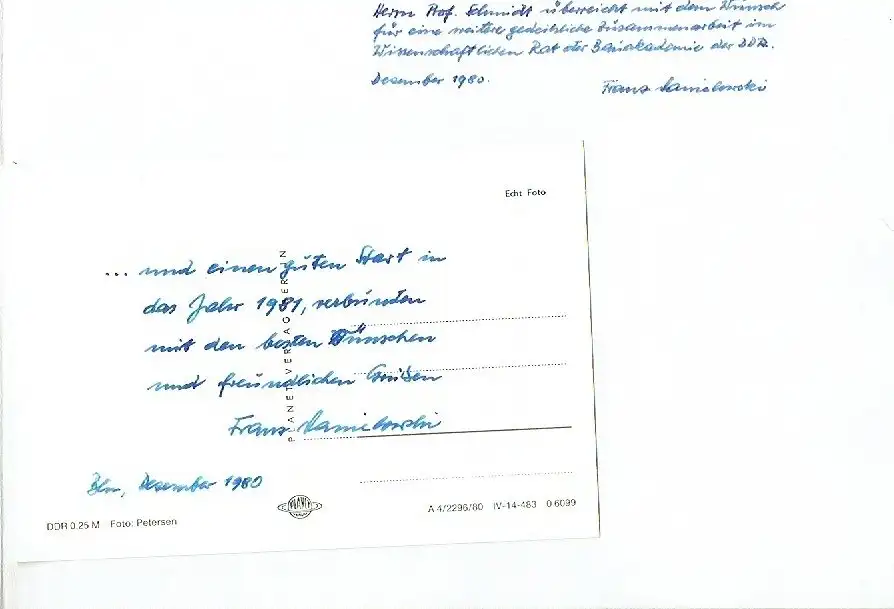 Herrn Prof. Schmidt überreicht mit dem Wunsch
für eine weitere gedeihliche Zusammenarbeit im
Wissenschaftlichen Rat der Bauakademie der DDR.
Dezember 1980.
Franz
Echt Foto
... und einen guten Start in
das Jahr 1981, verbunden
mit den besten Wünschen
und freundlichen Grüßen
Franz
Bln, Dezember 1980
PLANET-VERLAG BERLIN
PLANET
DDR 0.25 M Foto: Petersen
A 4/2296/80 IV-14-483 0 6099